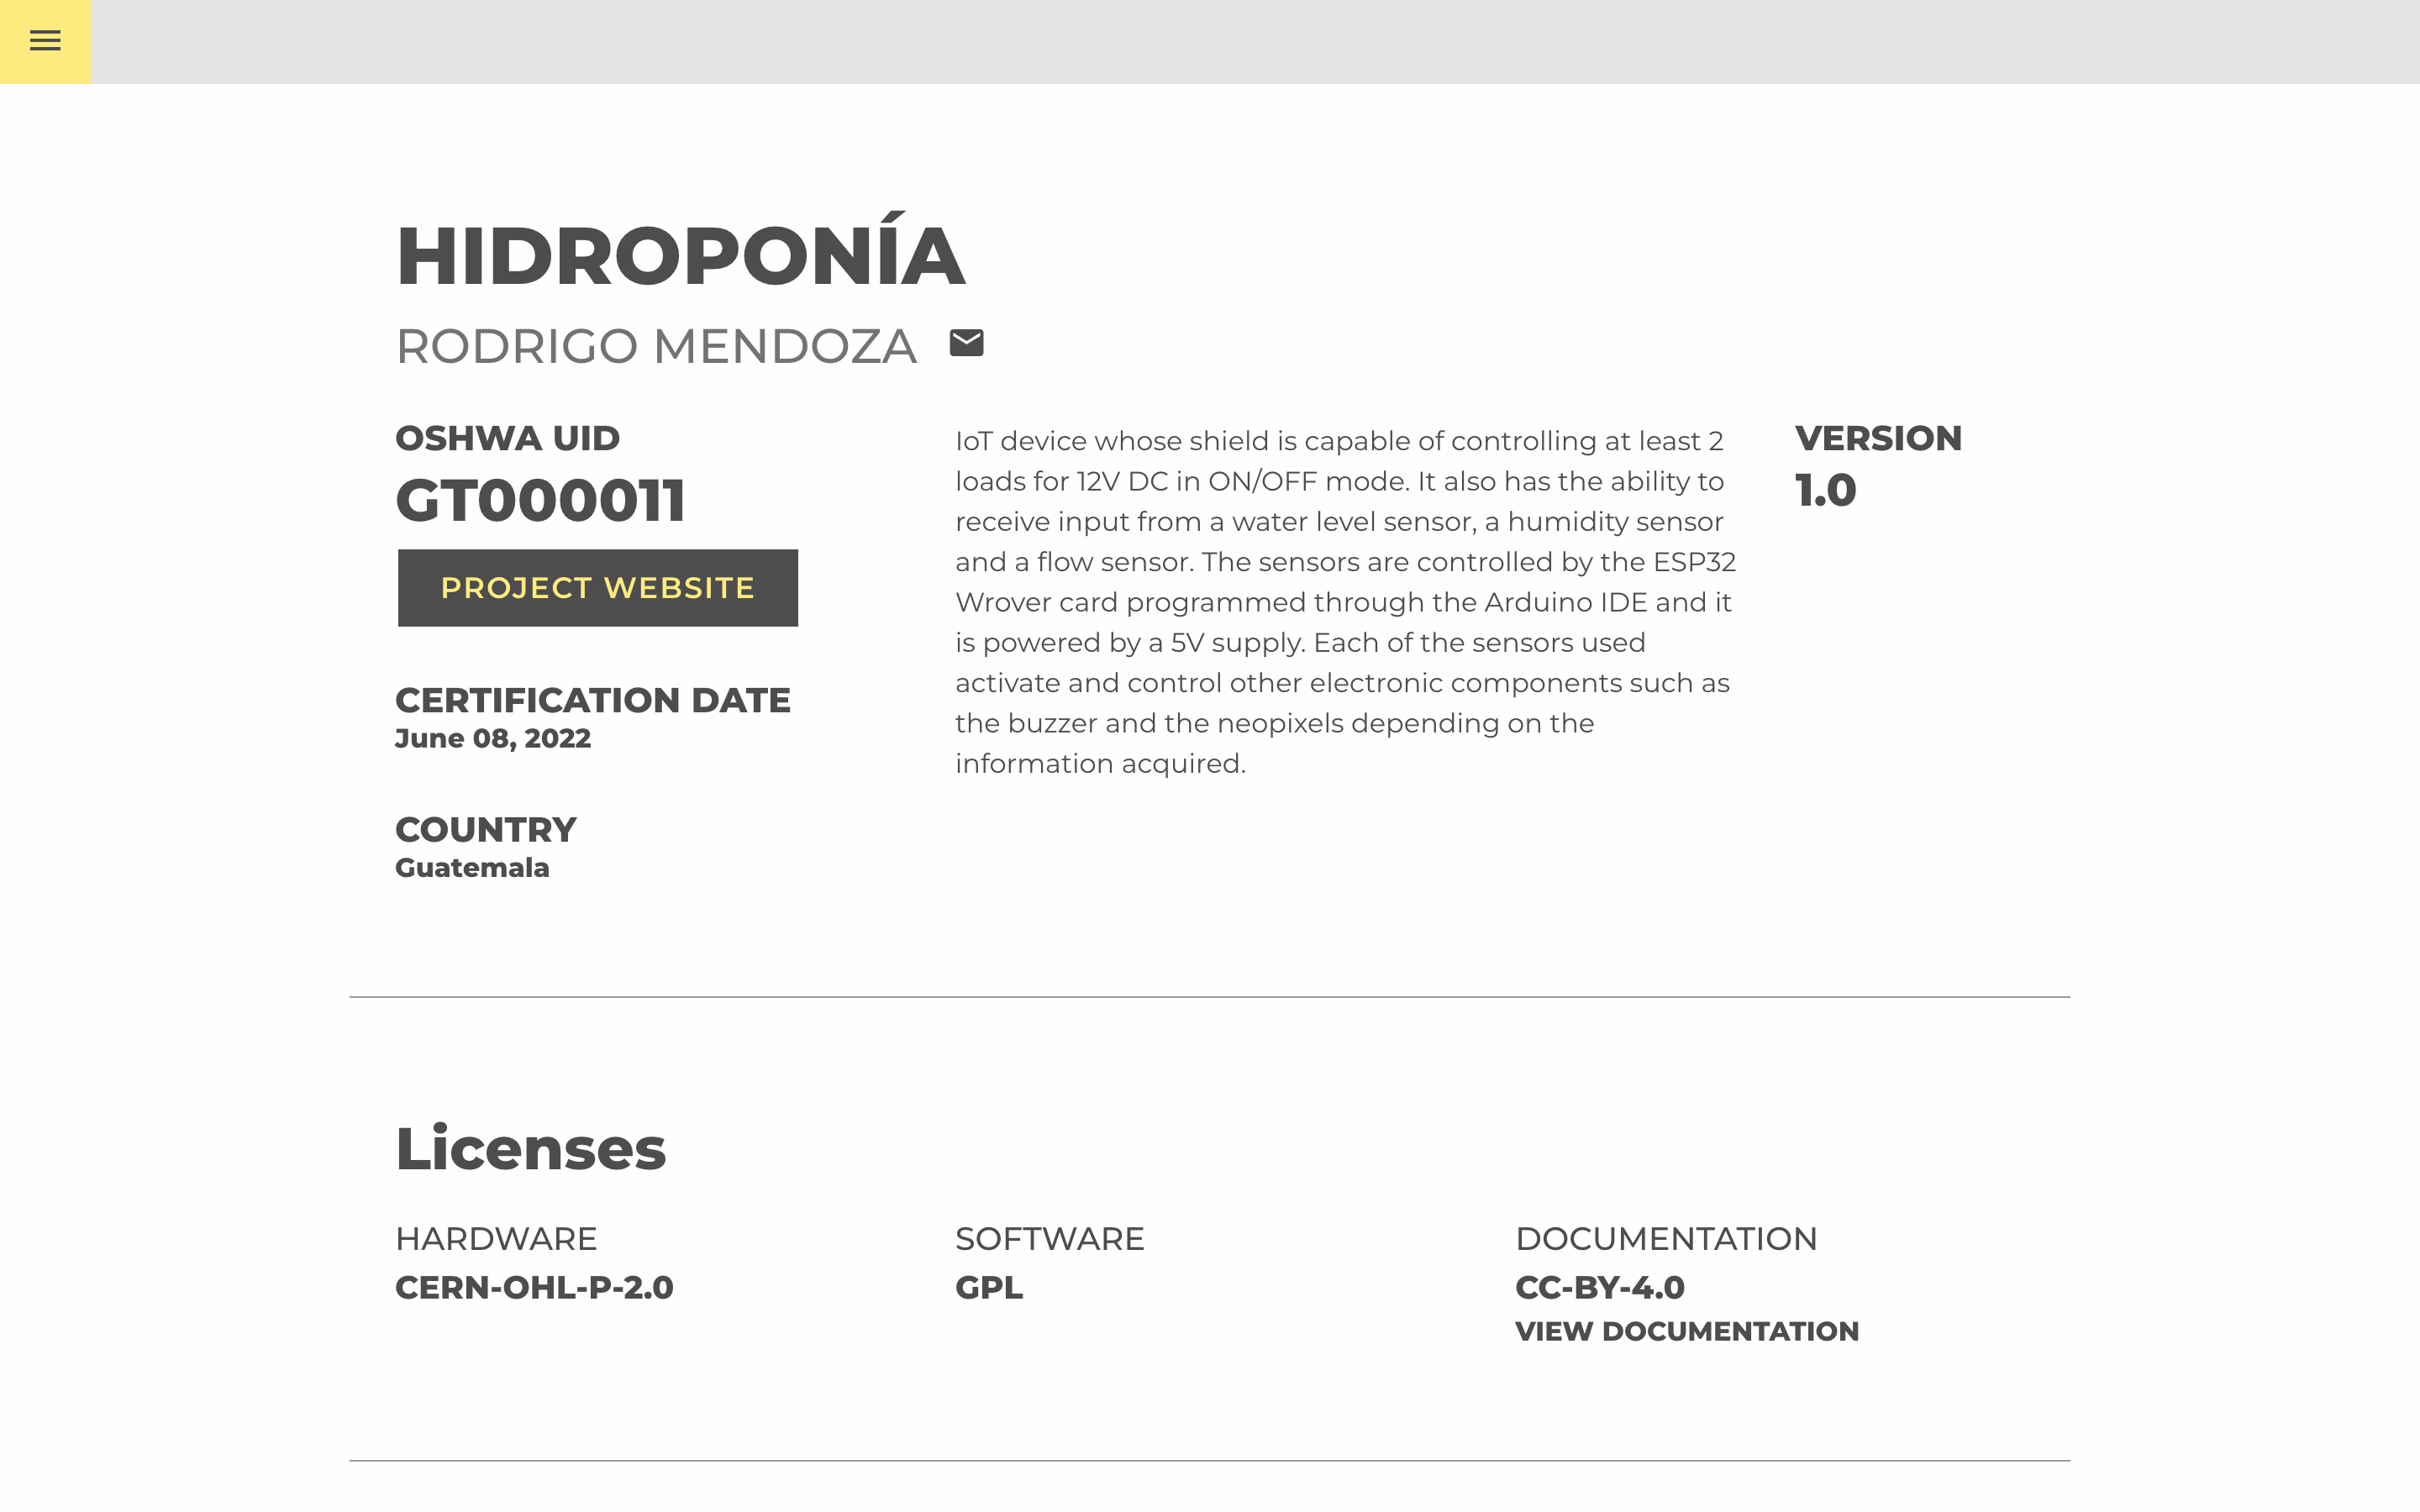 HIDROPONÍA
RODRIGO MENDOZA
OSHWA UID
GT000011
PROJECT WEBSITE
CERTIFICATION DATE
June 08, 2022
COUNTRY
Guatemala
IoT device whose shield is capable of controlling at least 2
loads for 12V DC in ON/OFF mode. It also has the ability to
receive input from a water level sensor, a humidity sensor
and a flow sensor. The sensors are controlled by the ESP32
Wrover card programmed through the Arduino IDE and it
is powered by a 5V supply. Each of the sensors used
activate and control other electronic components such as
the buzzer and the neopixels depending on the
information acquired.
VERSION
1.0
Licenses
HARDWARE
CERN-OHL-P-2.0
SOFTWARE
GPL
DOCUMENTATION
CC-BY-4.0
VIEW DOCUMENTATION